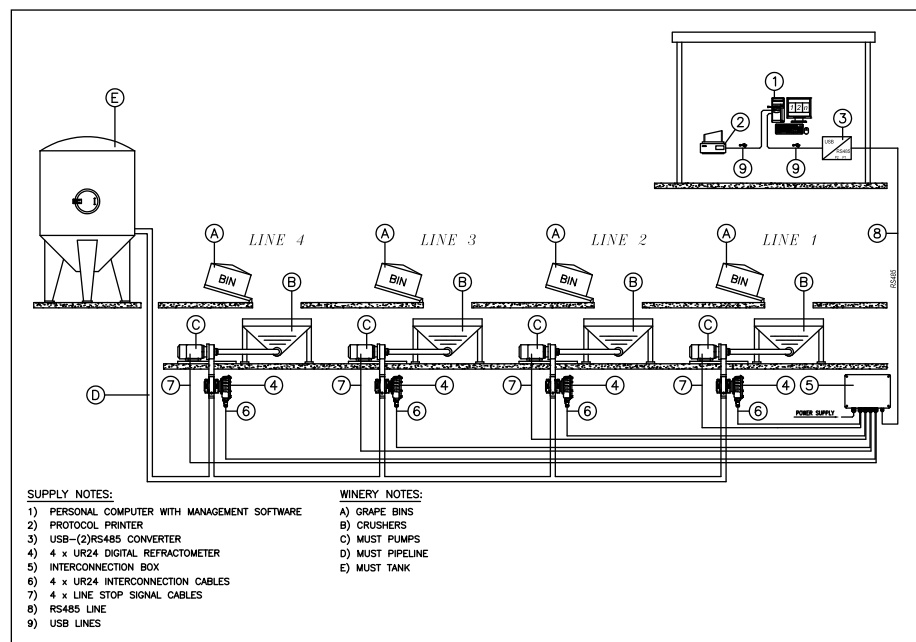 E
1
2
1 2 n
3
USB
RS485
9
9
A
LINE 4
A
LINE 3
A
LINE 2
A
LINE 1
8
RS485
BIN
BIN
BIN
BIN
B
B
B
B
C
C
C
C
D
7
4
7
4
7
4
7
4
5
6
6
6
6
POWER SUPPLY
SUPPLY NOTES:
1) PERSONAL COMPUTER WITH MANAGEMENT SOFTWARE
2) PROTOCOL PRINTER
3) USB-(2)RS485 CONVERTER
4) 4 x UR24 DIGITAL REFRACTOMETER
5) INTERCONNECTION BOX
6) 4 x UR24 INTERCONNECTION CABLES
7) 4 x LINE STOP SIGNAL CABLES
8) RS485 LINE
9) USB LINES
WINERY NOTES:
A) GRAPE BINS
B) CRUSHERS
C) MUST PUMPS
D) MUST PIPELINE
E) MUST TANK